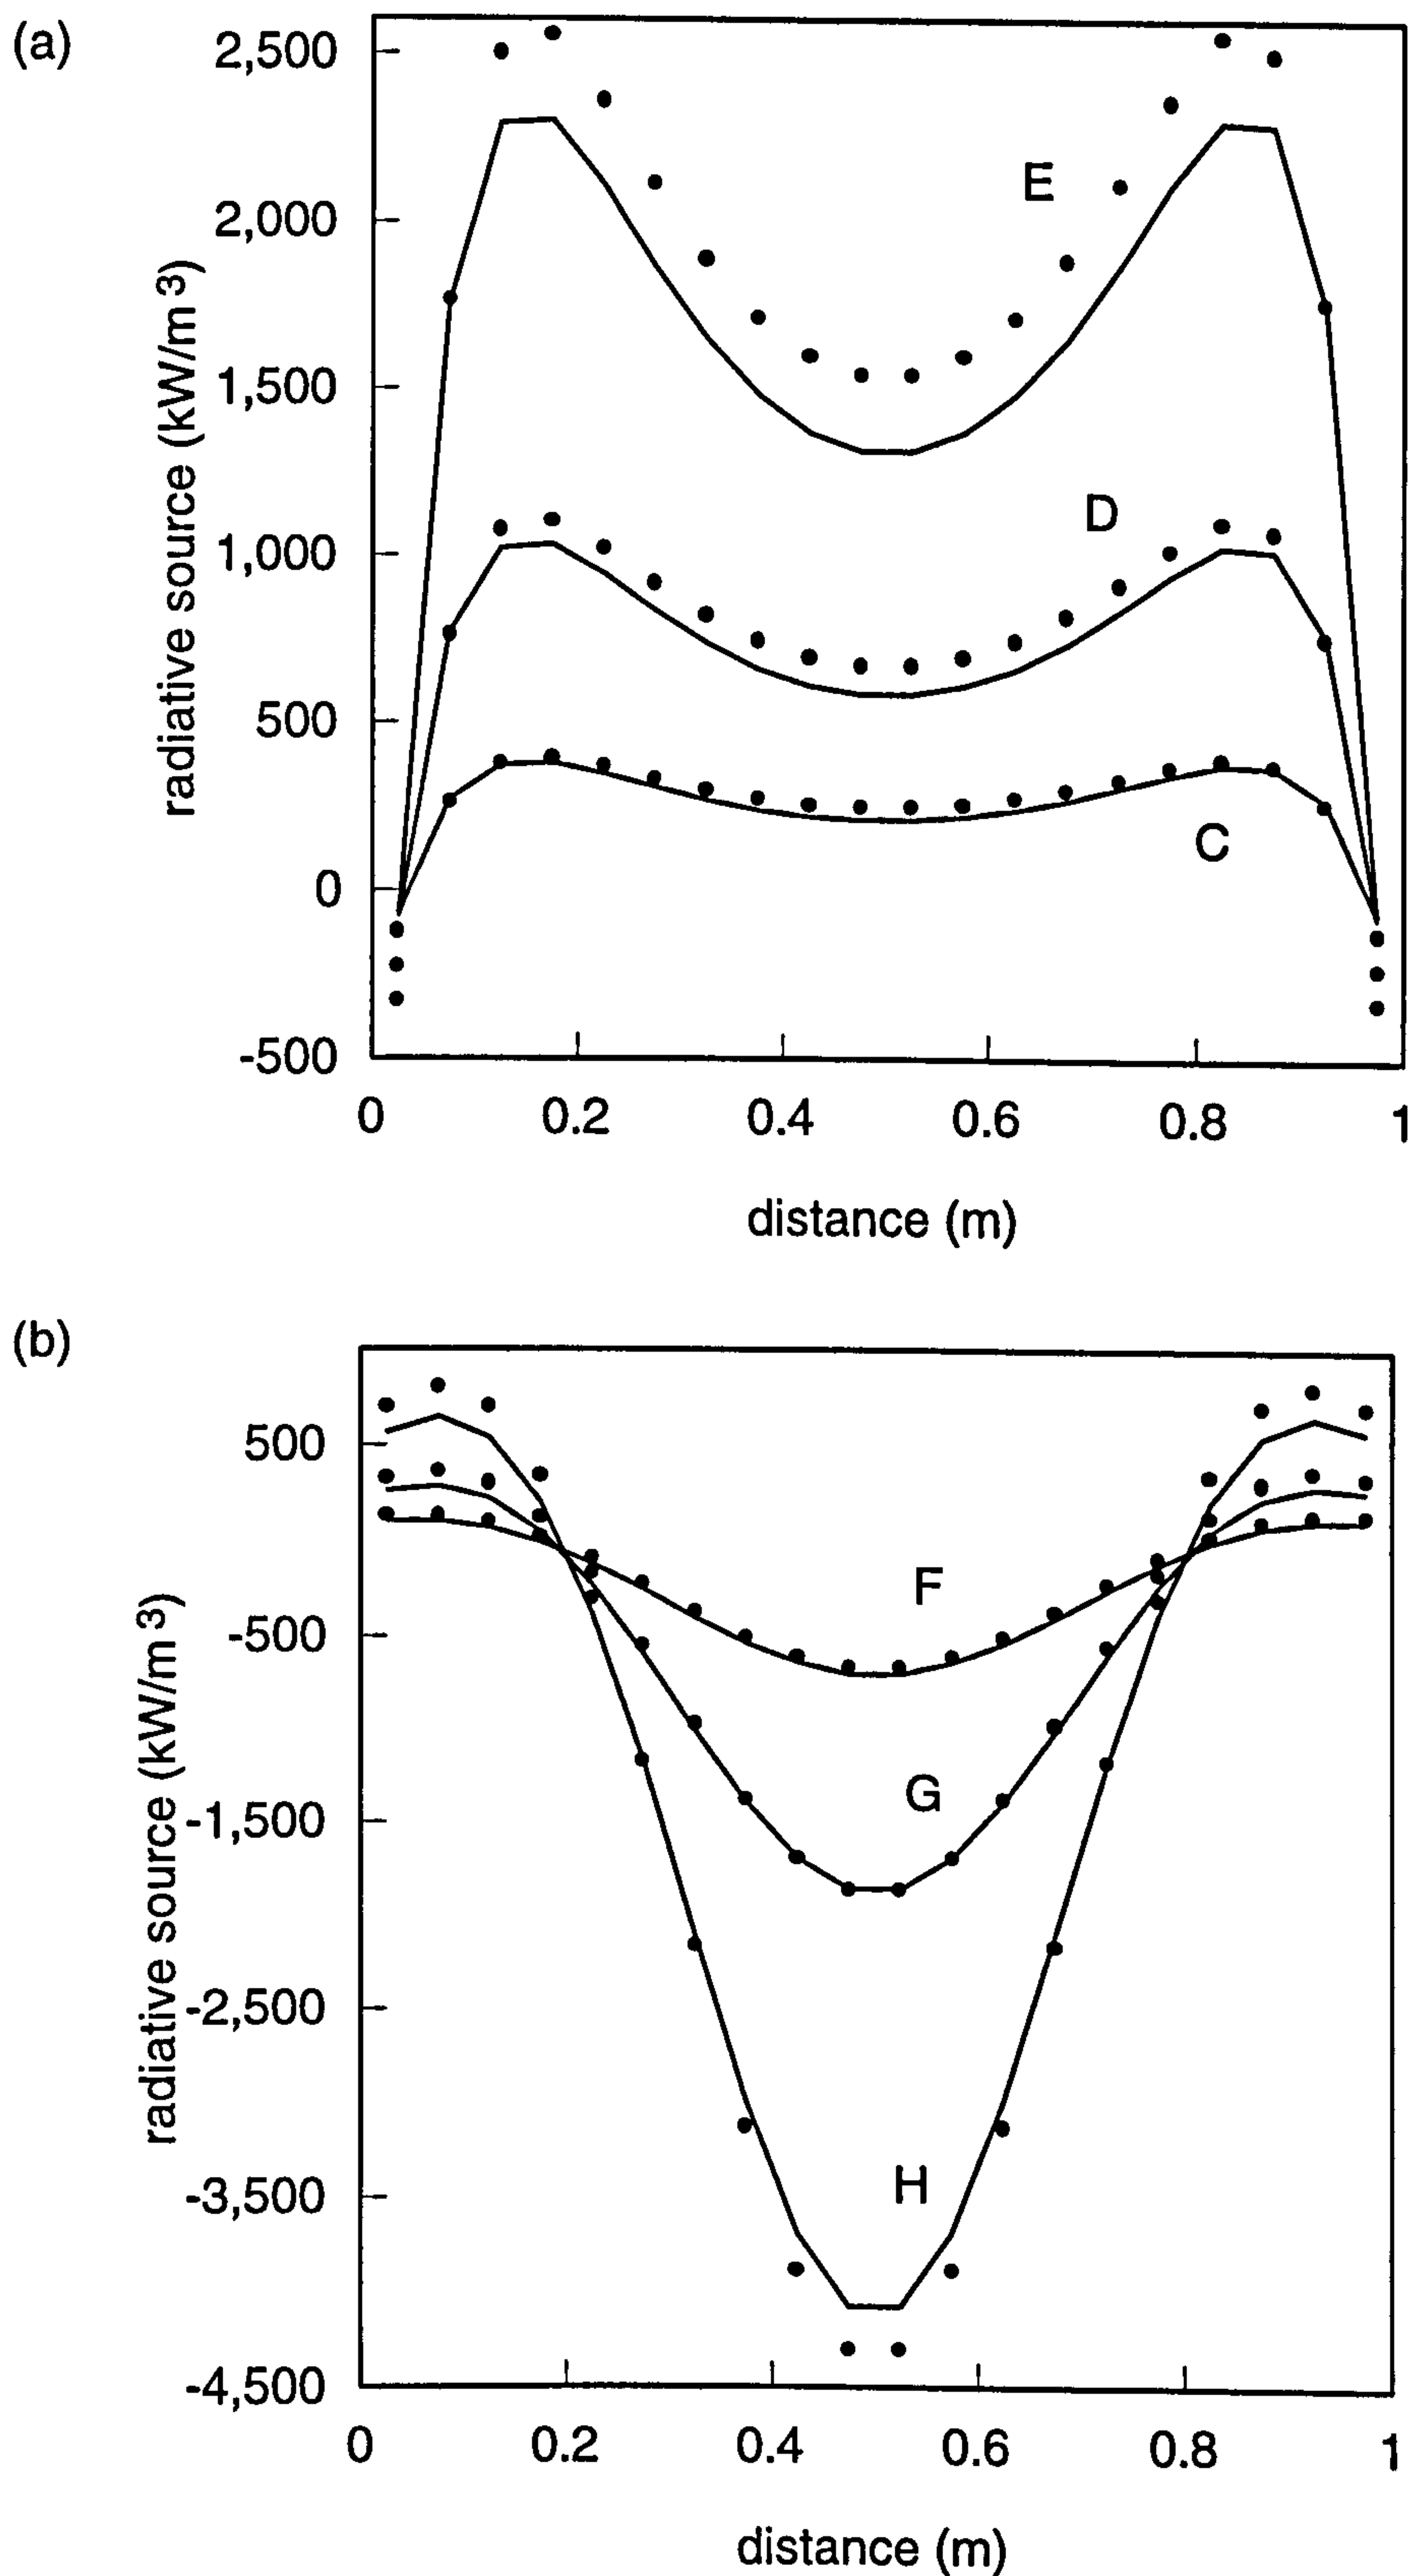 (a)
2,500
2,000
1,500
1,000
500
0
-500
radiative source (kW/m³)
E
D
C
0 0.2 0.4 0.6 0.8 1
distance (m)
(b)
500
-500
-1,500
-2,500
-3,500
-4,500
radiative source (kW/m³)
F
G
H
0 0.2 0.4 0.6 0.8 1
distance (m)